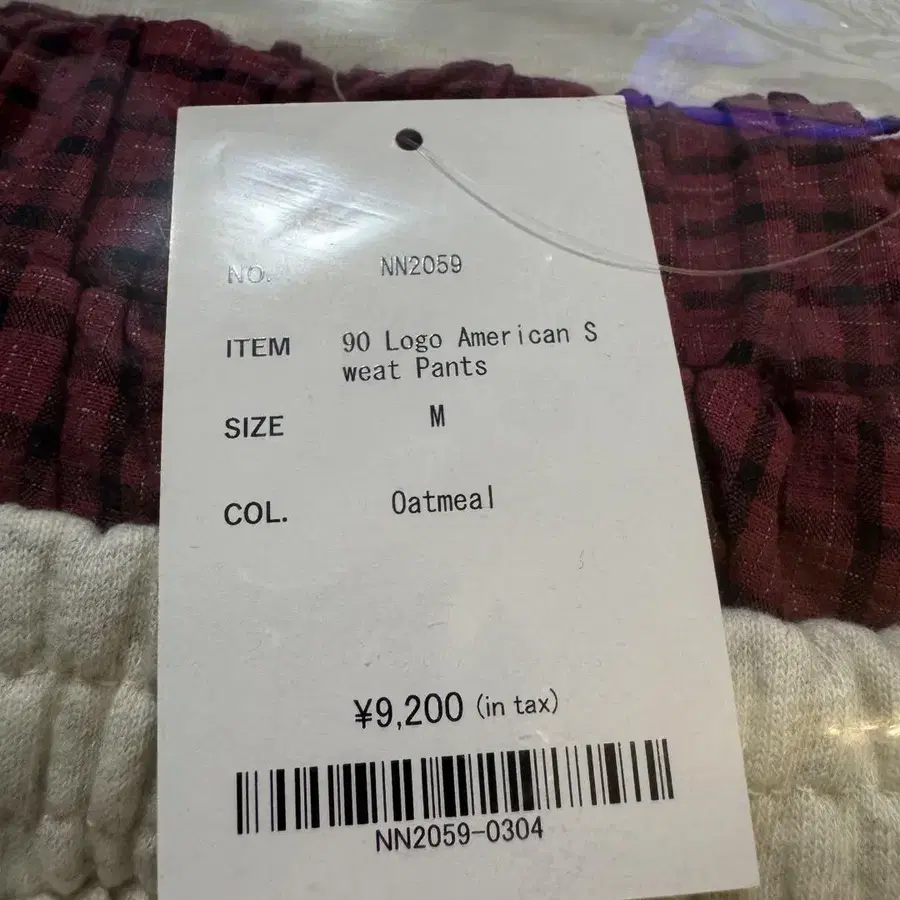 NO. NN2059
ITEM 90 Logo American S
weat Pants
SIZE M
COL. Oatmeal
¥9,200 (in tax)
NN2059-0304